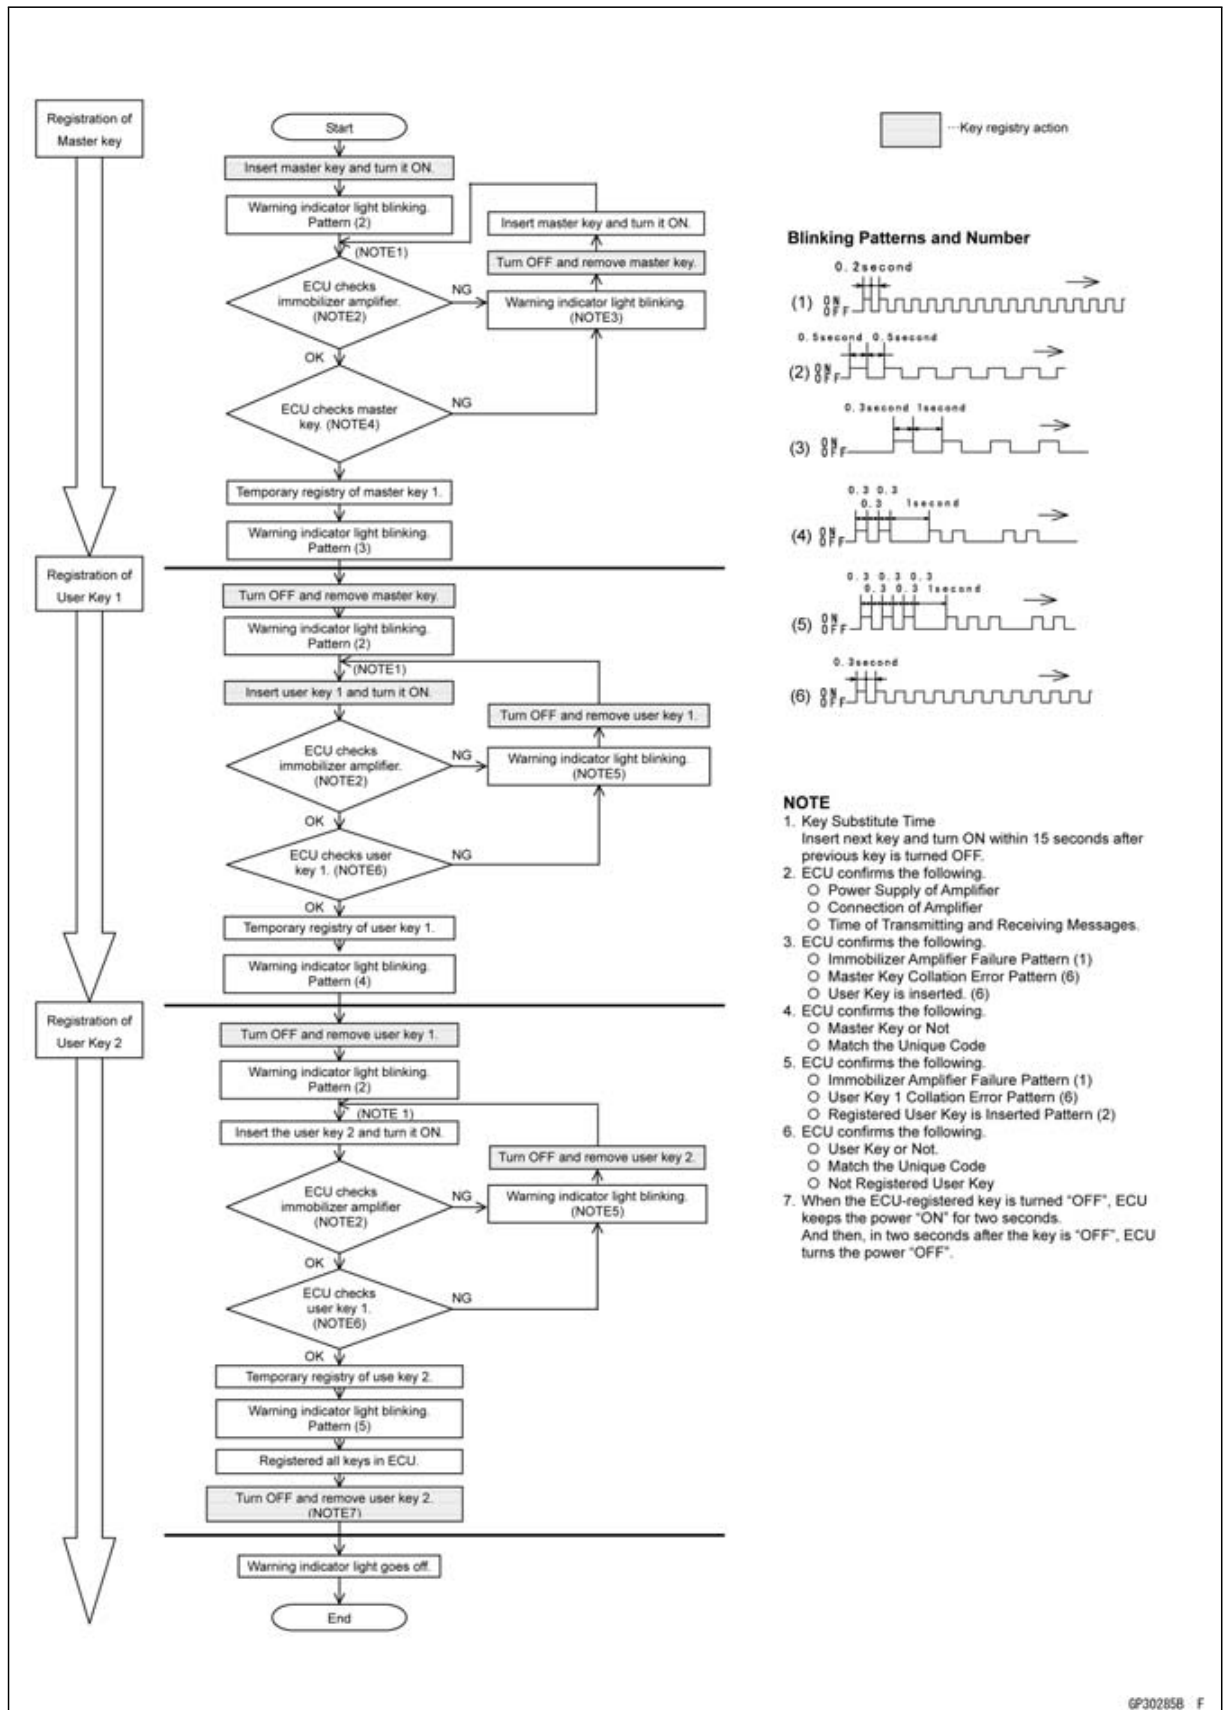 Registration of
Master key
Start
Insert master key and turn it ON.
Warning indicator light blinking.
Pattern (2)
(NOTE1)
ECU checks
immobilizer amplifier.
(NOTE2)
NG
Insert master key and turn it ON.
Turn OFF and remove master key.
Warning indicator light blinking.
(NOTE3)
OK
ECU checks master
key. (NOTE4)
NG
Temporary registry of master key 1.
Warning indicator light blinking.
Pattern (3)
Registration of
User Key 1
Turn OFF and remove master key.
Warning indicator light blinking.
Pattern (2)
(NOTE1)
Insert user key 1 and turn it ON.
Turn OFF and remove user key 1.
ECU checks
immobilizer amplifier.
(NOTE2)
NG
Warning indicator light blinking.
(NOTE5)
OK
ECU checks user
key 1. (NOTE6)
NG
OK
Temporary registry of user key 1.
Warning indicator light blinking.
Pattern (4)
Registration of
User Key 2
Turn OFF and remove user key 1.
Warning indicator light blinking.
Pattern (2)
(NOTE 1)
Insert the user key 2 and turn it ON.
Turn OFF and remove user key 2.
ECU checks
immobilizer amplifier
(NOTE2)
NG
Warning indicator light blinking.
(NOTE5)
OK
ECU checks
user key 1.
(NOTE6)
NG
OK
Temporary registry of use key 2.
Warning indicator light blinking.
Pattern (5)
Registered all keys in ECU.
Turn OFF and remove user key 2.
(NOTE7)
Warning indicator light goes off.
End
···Key registry action
Blinking Patterns and Number
0. 2second
(1) ON
OFF
0. 5second 0. 5second
(2) ON
OFF
0. 3second 1second
(3) ON
OFF
0. 3 0. 3
0. 3 1second
(4) ON
OFF
0. 3 0. 3 0. 3
0. 3 0. 3 1second
(5) ON
OFF
0. 3second
(6) ON
OFF
NOTE
1. Key Substitute Time
Insert next key and turn ON within 15 seconds after
previous key is turned OFF.
2. ECU confirms the following.
O Power Supply of Amplifier
O Connection of Amplifier
O Time of Transmitting and Receiving Messages.
3. ECU confirms the following.
O Immobilizer Amplifier Failure Pattern (1)
O Master Key Collation Error Pattern (6)
O User Key is inserted. (6)
4. ECU confirms the following.
O Master Key or Not
O Match the Unique Code
5. ECU confirms the following.
O Immobilizer Amplifier Failure Pattern (1)
O User Key 1 Collation Error Pattern (6)
O Registered User Key is Inserted Pattern (2)
6. ECU confirms the following.
O User Key or Not.
O Match the Unique Code
O Not Registered User Key
7. When the ECU-registered key is turned “OFF”, ECU
keeps the power “ON” for two seconds.
And then, in two seconds after the key is “OFF”, ECU
turns the power “OFF”.
GP30285B F